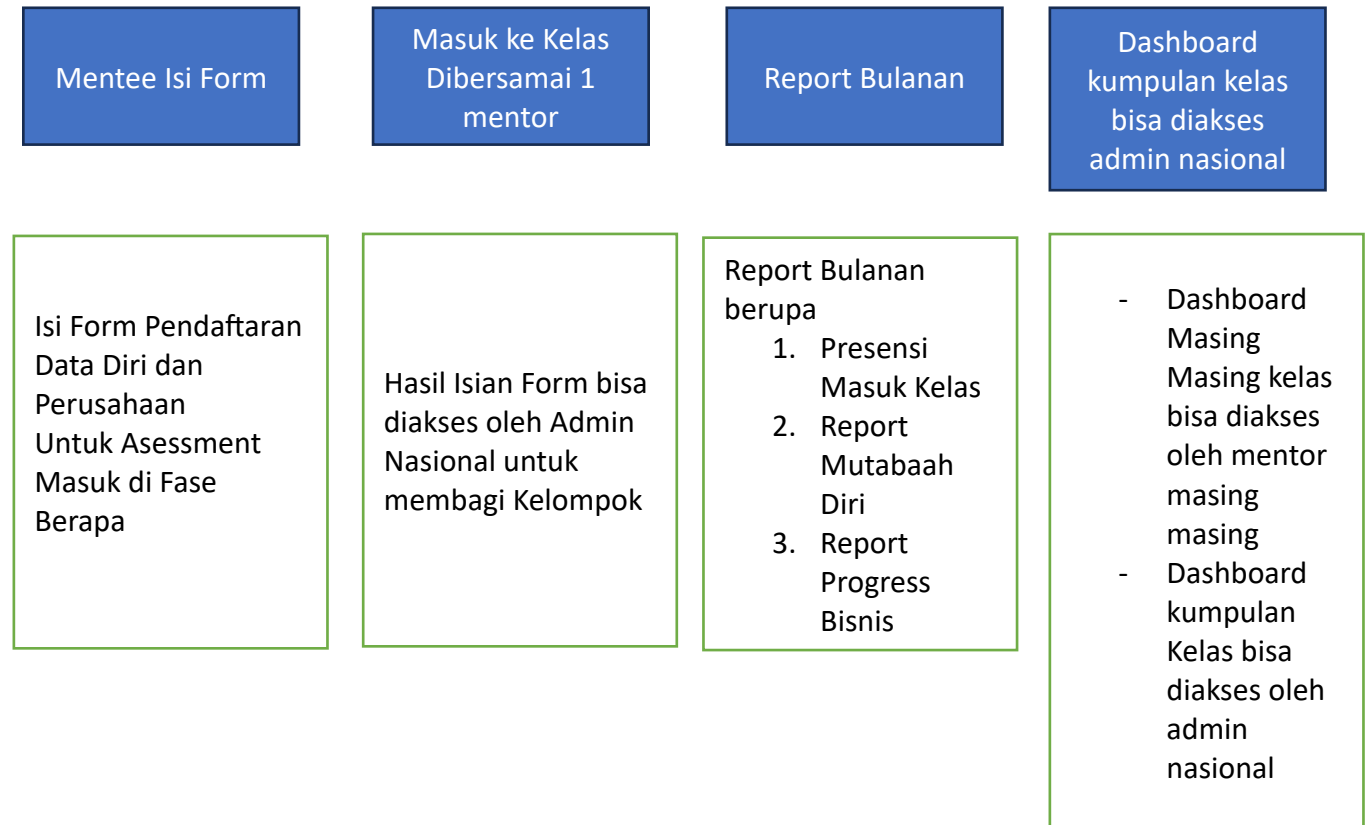 Mentee Isi Form
Masuk ke Kelas
Dibersamai 1
mentor
Report Bulanan
Dashboard
kumpulan kelas
bisa diakses
admin nasional
Isi Form Pendaftaran
Data Diri dan
Perusahaan
Untuk Asessment
Masuk di Fase
Berapa
Hasil Isian Form bisa
diakses oleh Admin
Nasional untuk
membagi Kelompok
Report Bulanan
berupa
1. Presensi
Masuk Kelas
2. Report
Mutabaah
Diri
3. Report
Progress
Bisnis
- Dashboard
Masing
Masing kelas
bisa diakses
oleh mentor
masing
masing
- Dashboard
kumpulan
Kelas bisa
diakses oleh
admin
nasional